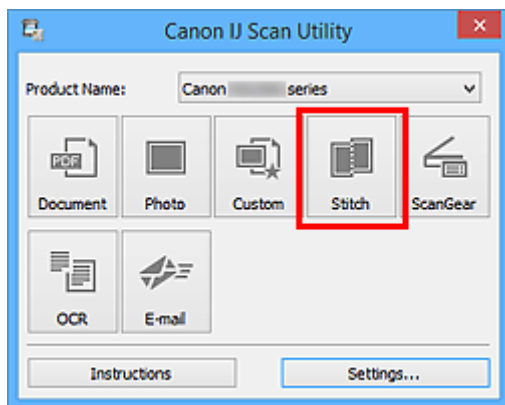 Canon IJ Scan Utility
Product Name: Canon series
Document Photo Custom Stitch ScanGear
PDF
OCR E-mail
Instructions Settings...